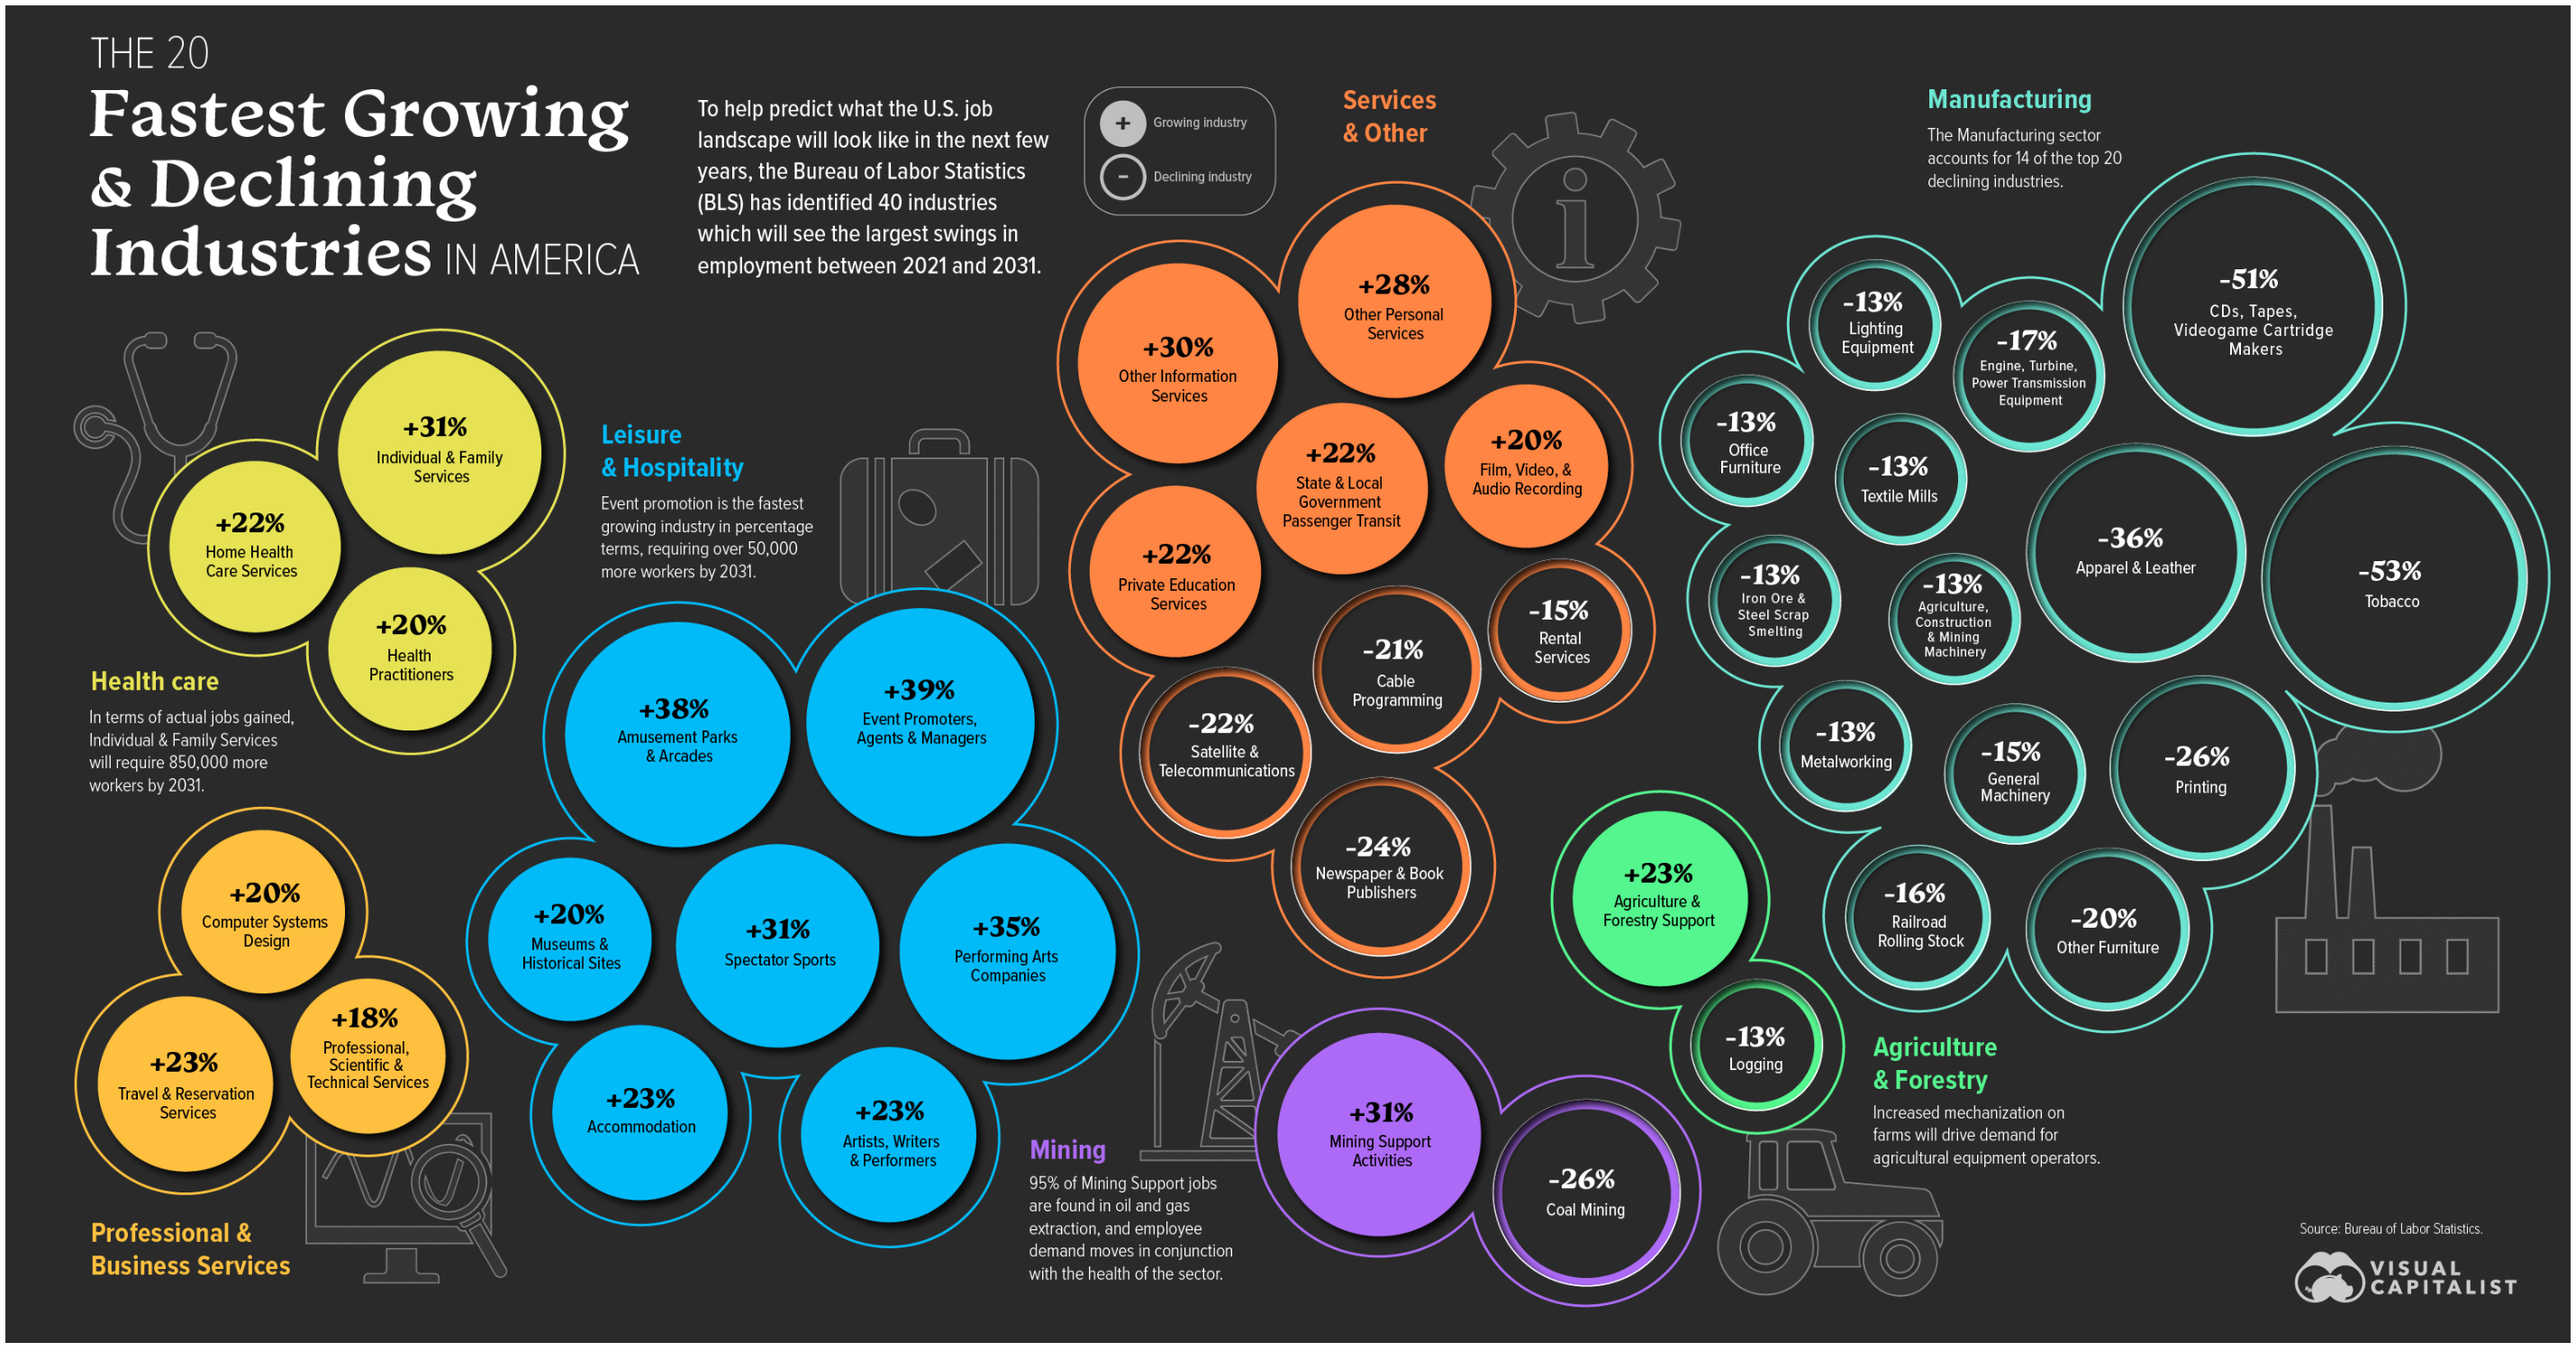 THE 20
Fastest Growing
& Declining
Industries IN AMERICA
To help predict what the U.S. job
landscape will look like in the next few
years, the Bureau of Labor Statistics
(BLS) has identified 40 industries
which will see the largest swings in
employment between 2021 and 2031.
+
Growing industry
-
Declining industry
+31%
Individual & Family
Services
+22%
Home Health
Care Services
+20%
Health
Practitioners
Health care
In terms of actual jobs gained,
Individual & Family Services
will require 850,000 more
workers by 2031.
+20%
Computer Systems
Design
+18%
Professional,
Scientific &
Technical Services
+23%
Travel & Reservation
Services
Professional &
Business Services
Leisure
& Hospitality
Event promotion is the fastest
growing industry in percentage
terms, requiring over 50,000
more workers by 2031.
+38%
Amusement Parks
& Arcades
+39%
Event Promoters,
Agents & Managers
+20%
Museums &
Historical Sites
+31%
Spectator Sports
+35%
Performing Arts
Companies
+23%
Accommodation
+23%
Artists, Writers
& Performers
Services
& Other
i
+28%
Other Personal
Services
+30%
Other Information
Services
+22%
State & Local
Government
Passenger Transit
+20%
Film, Video, &
Audio Recording
+22%
Private Education
Services
-21%
Cable
Programming
-15%
Rental
Services
-22%
Satellite &
Telecommunications
-24%
Newspaper & Book
Publishers
Mining
95% of Mining Support jobs
are found in oil and gas
extraction, and employee
demand moves in conjunction
with the health of the sector.
+31%
Mining Support
Activities
-26%
Coal Mining
+23%
Agriculture &
Forestry Support
-13%
Logging
Agriculture
& Forestry
Increased mechanization on
farms will drive demand for
agricultural equipment operators.
Manufacturing
The Manufacturing sector
accounts for 14 of the top 20
declining industries.
-51%
CDs, Tapes,
Videogame Cartridge
Makers
-13%
Lighting
Equipment
-17%
Engine, Turbine,
Power Transmission
Equipment
-13%
Office
Furniture
-13%
Textile Mills
-36%
Apparel & Leather
-53%
Tobacco
-13%
Iron Ore &
Steel Scrap
Smelting
-13%
Agriculture,
Construction
& Mining
Machinery
-13%
Metalworking
-15%
General
Machinery
-26%
Printing
-16%
Railroad
Rolling Stock
-20%
Other Furniture
Source: Bureau of Labor Statistics.
VISUAL
CAPITALIST